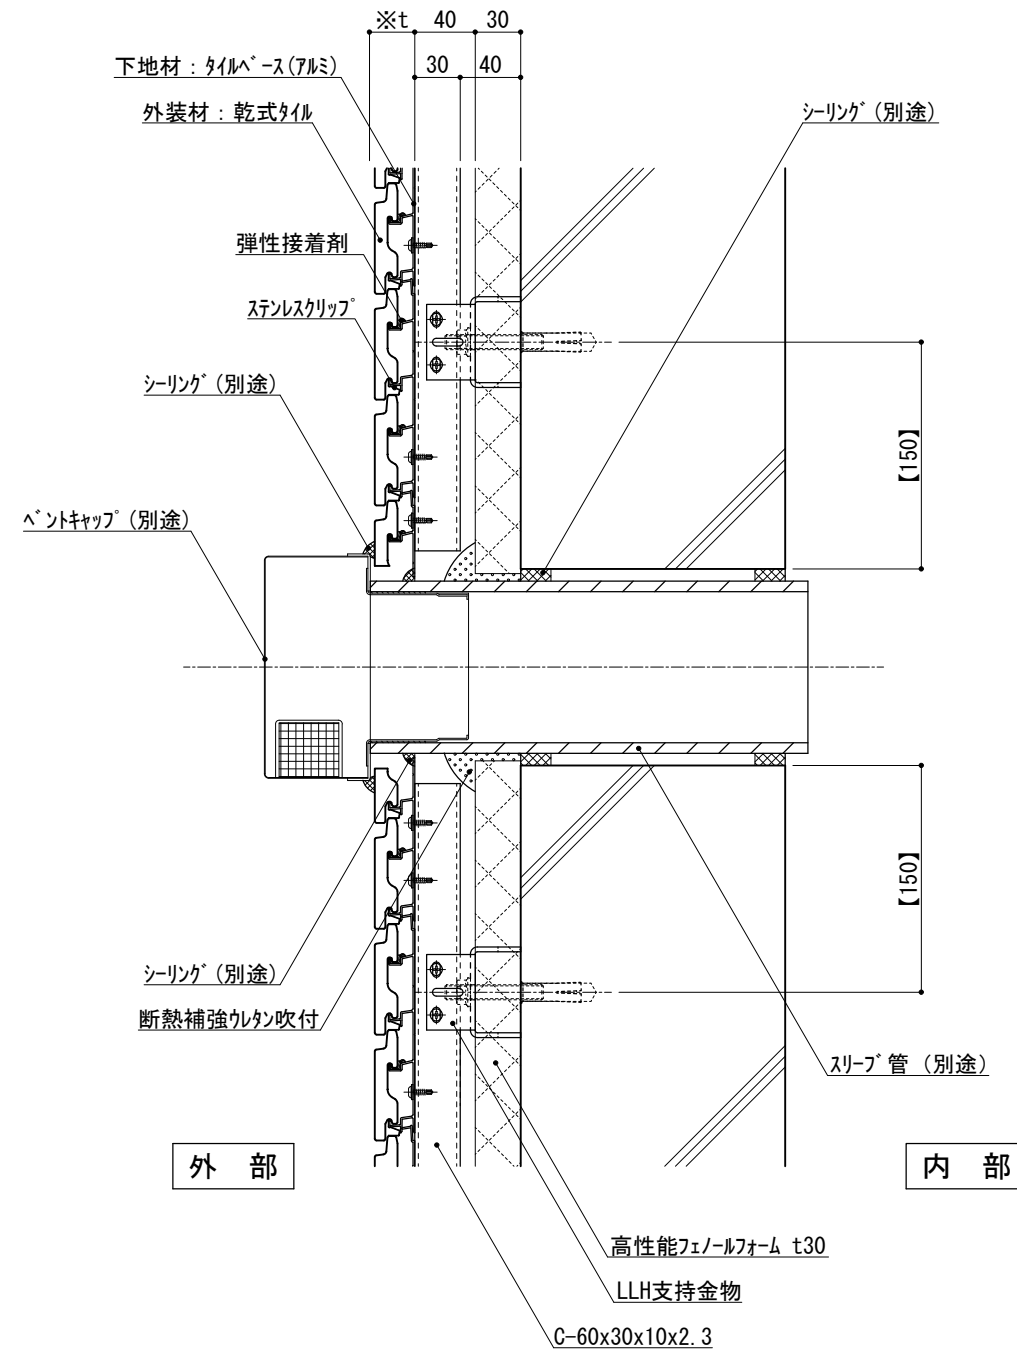 ※t 40 30
30 40
下地材：ﾀｲﾙﾍﾞｰｽ(ｱﾙﾐ)
外装材：乾式ﾀｲﾙ
ｼｰﾘﾝｸﾞ(別途)
弾性接着剤
ｽﾃﾝﾚｽｸﾘｯﾌﾟ
ｼｰﾘﾝｸﾞ(別途)
【150】
ﾍﾞﾝﾄｷｬｯﾌﾟ(別途)
【150】
ｼｰﾘﾝｸﾞ(別途)
断熱補強ｳﾚﾀﾝ吹付
ｽﾘｰﾌﾞ管 (別途)
外 部
内 部
高性能ﾌｪﾉｰﾙﾌｫｰﾑ t30
LLH支持金物
C-60x30x10x2.3